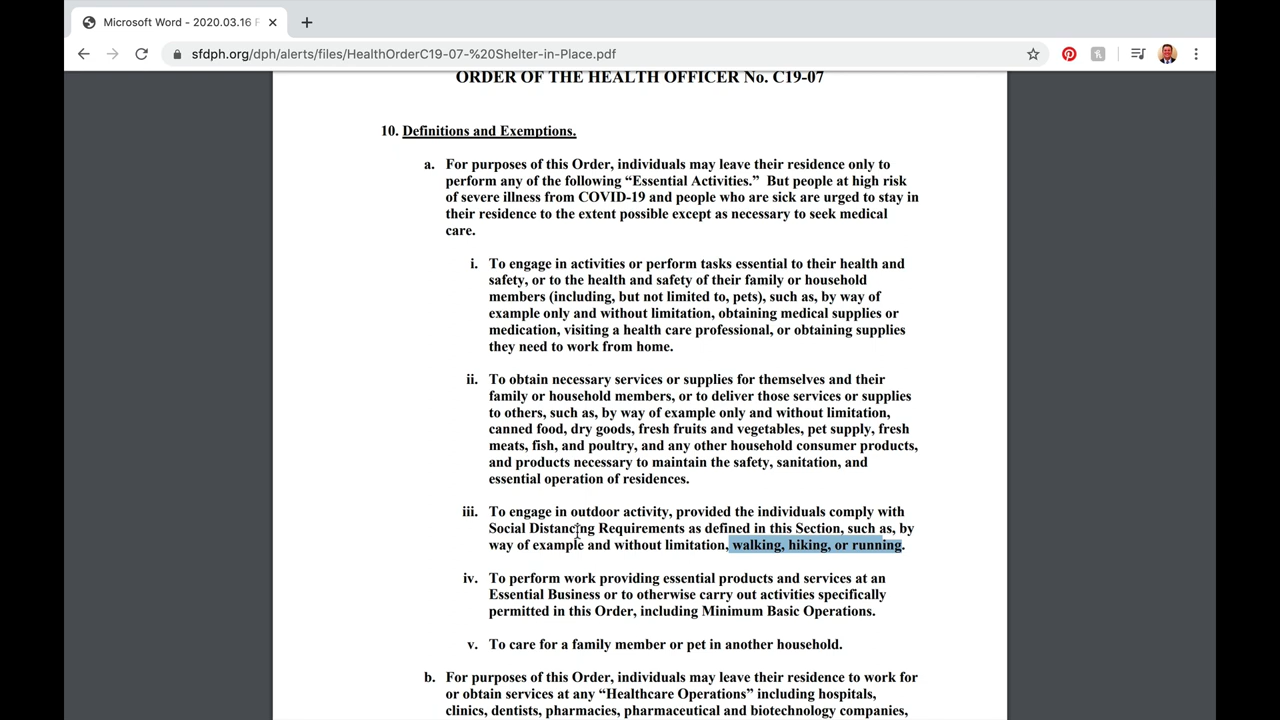 Microsoft Word - 2020.03.16 F
sfdph.org/dph/alerts/files/HealthOrderC19-07-%20Shelter-in-Place.pdf
ORDER OF THE HEALTH OFFICER No. C19-07
10. Definitions and Exemptions.
a. For purposes of this Order, individuals may leave their residence only to
perform any of the following “Essential Activities.” But people at high risk
of severe illness from COVID-19 and people who are sick are urged to stay in
their residence to the extent possible except as necessary to seek medical
care.
i. To engage in activities or perform tasks essential to their health and
safety, or to the health and safety of their family or household
members (including, but not limited to, pets), such as, by way of
example only and without limitation, obtaining medical supplies or
medication, visiting a health care professional, or obtaining supplies
they need to work from home.
ii. To obtain necessary services or supplies for themselves and their
family or household members, or to deliver those services or supplies
to others, such as, by way of example only and without limitation,
canned food, dry goods, fresh fruits and vegetables, pet supply, fresh
meats, fish, and poultry, and any other household consumer products,
and products necessary to maintain the safety, sanitation, and
essential operation of residences.
iii. To engage in outdoor activity, provided the individuals comply with
Social Distancing Requirements as defined in this Section, such as, by
way of example and without limitation, walking, hiking, or running.
iv. To perform work providing essential products and services at an
Essential Business or to otherwise carry out activities specifically
permitted in this Order, including Minimum Basic Operations.
v. To care for a family member or pet in another household.
b. For purposes of this Order, individuals may leave their residence to work for
or obtain services at any “Healthcare Operations” including hospitals,
clinics, dentists, pharmacies, pharmaceutical and biotechnology companies,